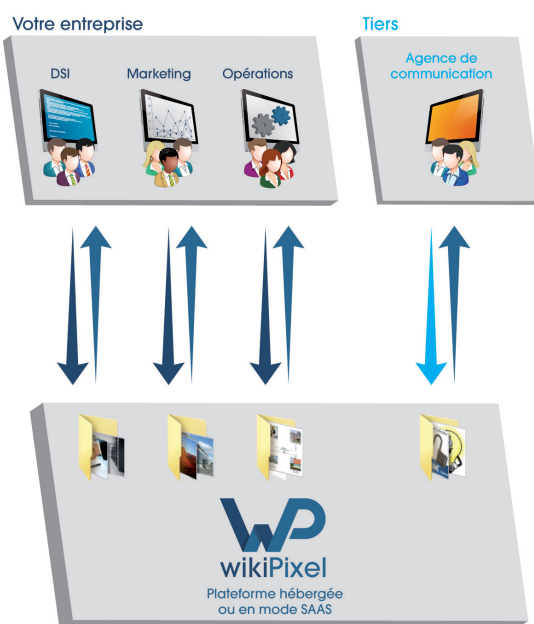 Votre entreprise
Tiers
DSI
Marketing
Opérations
Agence de
communication
WP
wikiPixel
Plateforme hébergée
ou en mode SAAS